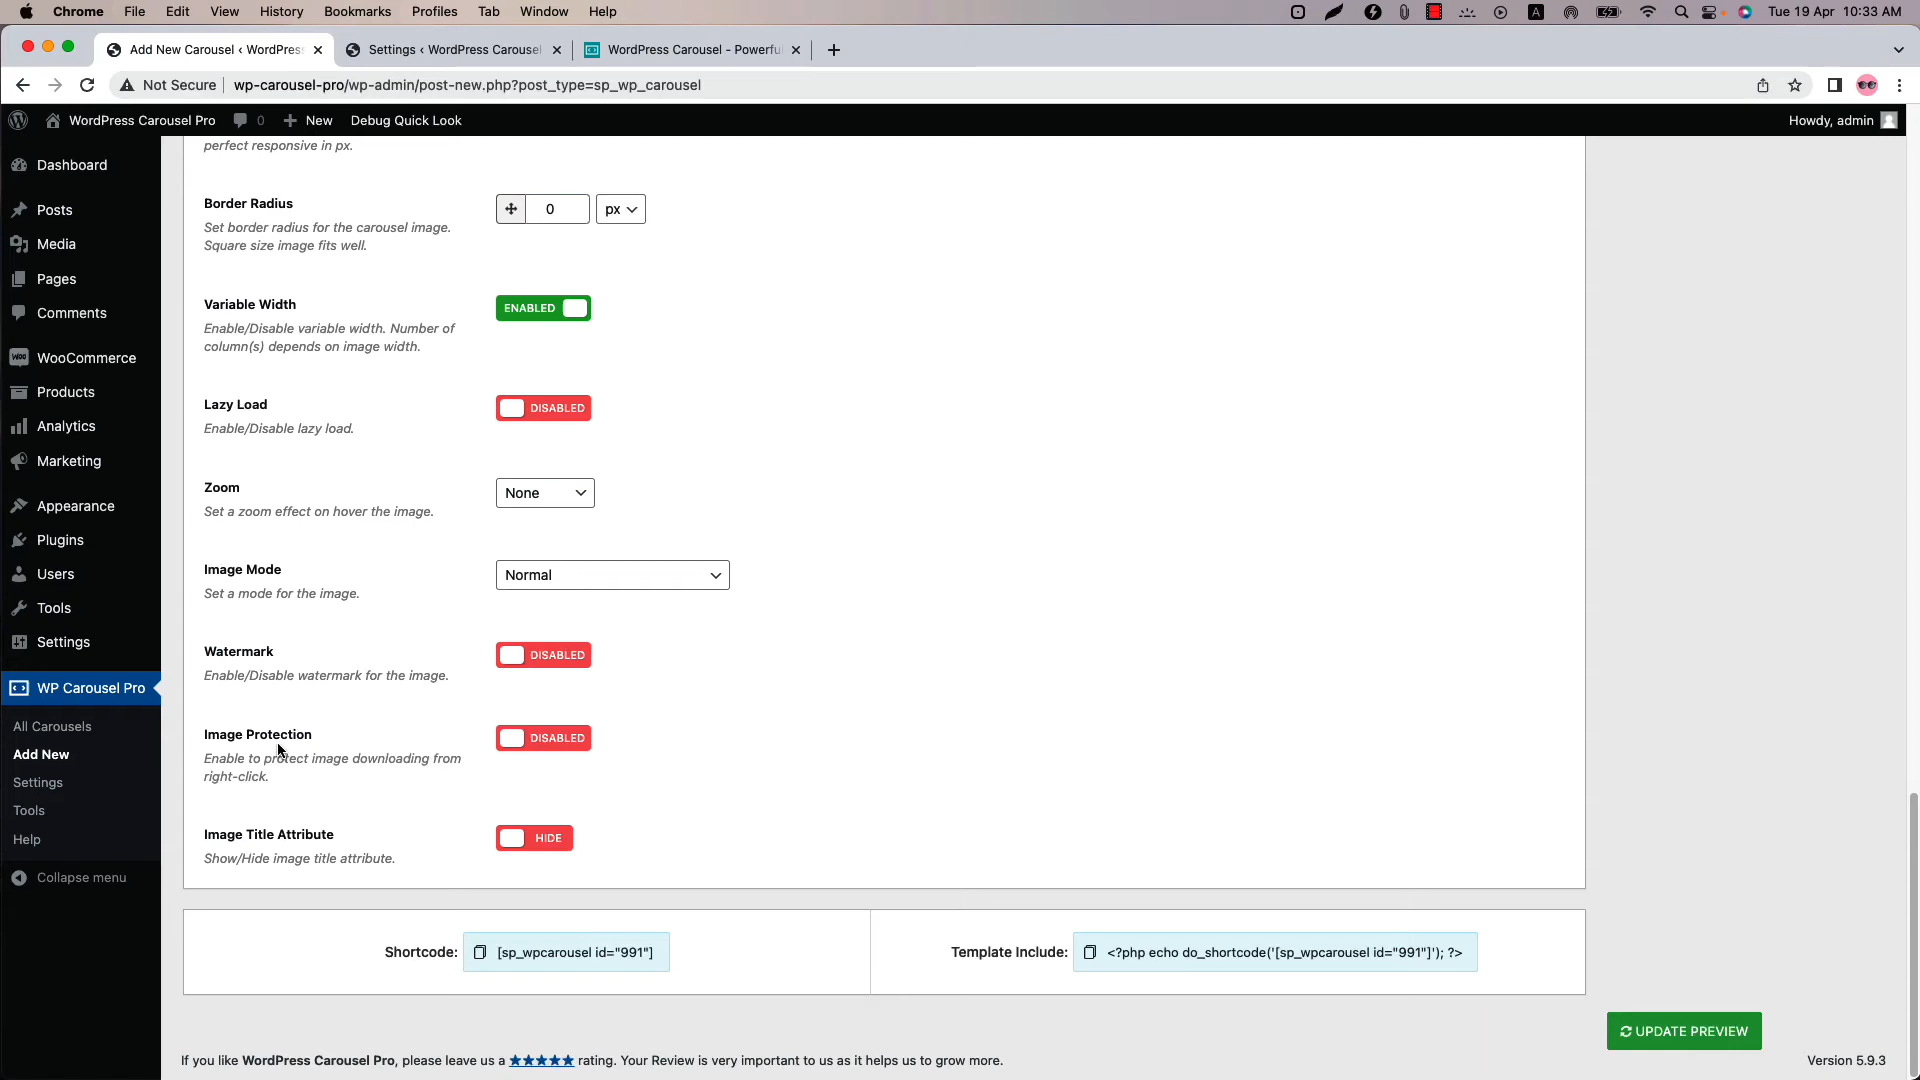 Chrome File Edit View History Bookmarks Profiles Tab Window Help Tue 19 Apr 10:33 AM
Add New Carousel ‹ WordPress
Settings ‹ WordPress Carousel
WordPress Carousel - Powerfu
Not Secure wp-carousel-pro/wp-admin/post-new.php?post_type=sp_wp_carousel
WordPress Carousel Pro 0 + New Debug Quick Look Howdy, admin
Dashboard
Posts
Media
Pages
Comments
WooCommerce
Products
Analytics
Marketing
Appearance
Plugins
Users
Tools
Settings
WP Carousel Pro
All Carousels
Add New
Settings
Tools
Help
Collapse menu
perfect responsive in px.
Border Radius
0 px
Set border radius for the carousel image.
Square size image fits well.
Variable Width
ENABLED
Enable/Disable variable width. Number of
column(s) depends on image width.
Lazy Load
DISABLED
Enable/Disable lazy load.
Zoom
None
Set a zoom effect on hover the image.
Image Mode
Normal
Set a mode for the image.
Watermark
DISABLED
Enable/Disable watermark for the image.
Image Protection
DISABLED
Enable to protect image downloading from
right-click.
Image Title Attribute
HIDE
Show/Hide image title attribute.
Shortcode: [sp_wpcarousel id="991"]
Template Include: <?php echo do_shortcode('[sp_wpcarousel id="991"]'); ?>
UPDATE PREVIEW
If you like WordPress Carousel Pro, please leave us a ★★★★★ rating. Your Review is very important to us as it helps us to grow more.
Version 5.9.3